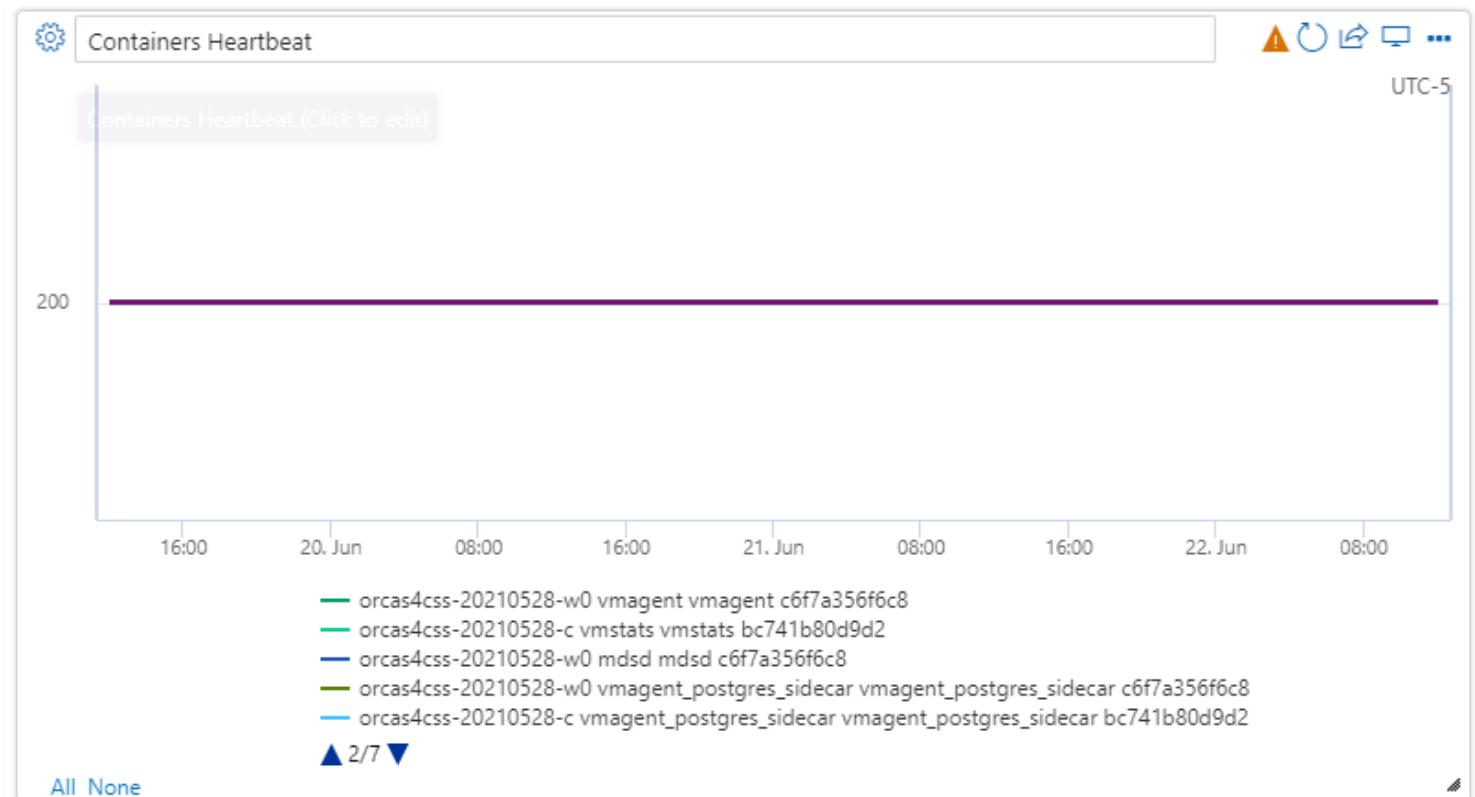 Containers Heartbeat
UTC-5
Containers Heartbeat (Click to edit)
200
16:00 20. Jun 08:00 16:00 21. Jun 08:00 16:00 22. Jun 08:00
orcas4css-20210528-w0 vmagent vmagent c6f7a356f6c8
orcas4css-20210528-c vmstats vmstats bc741b80d9d2
orcas4css-20210528-w0 mdsd mdsd c6f7a356f6c8
orcas4css-20210528-w0 vmagent_postgres_sidecar vmagent_postgres_sidecar c6f7a356f6c8
orcas4css-20210528-c vmagent_postgres_sidecar vmagent_postgres_sidecar bc741b80d9d2
2/7
All None